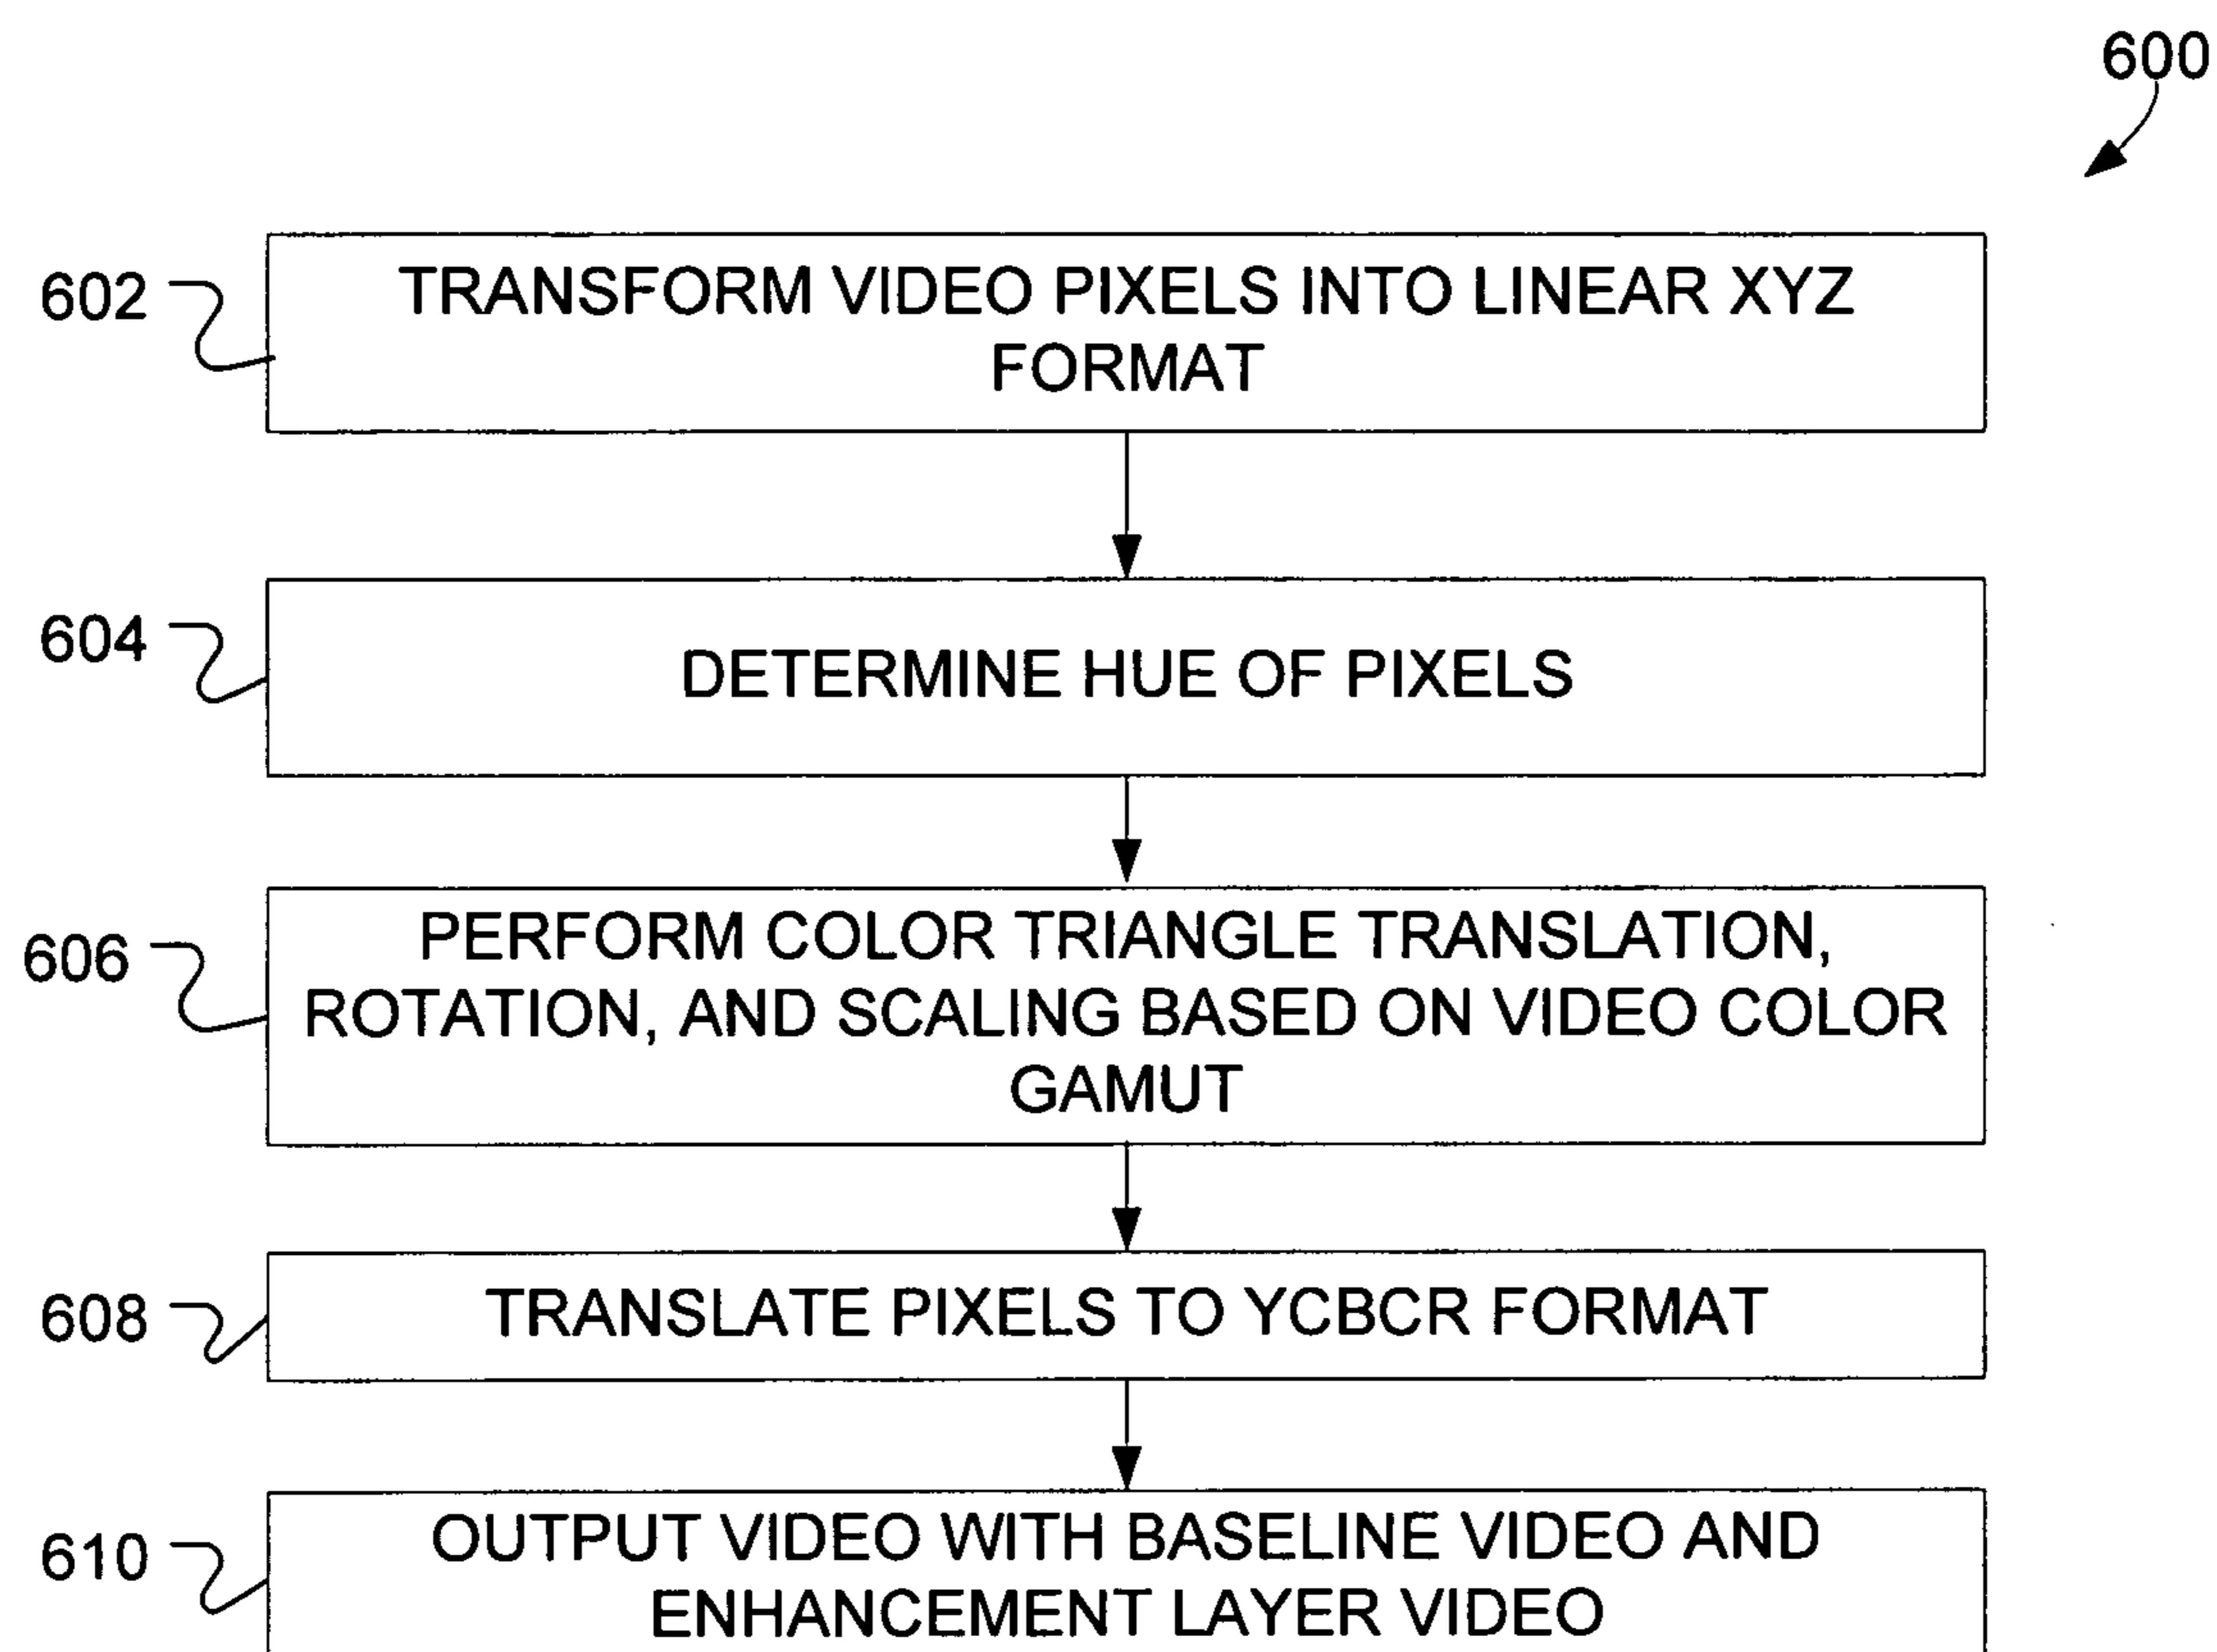 600
602
TRANSFORM VIDEO PIXELS INTO LINEAR XYZ
FORMAT
604
DETERMINE HUE OF PIXELS
606
PERFORM COLOR TRIANGLE TRANSLATION,
ROTATION, AND SCALING BASED ON VIDEO COLOR
GAMUT
608
TRANSLATE PIXELS TO YCBCR FORMAT
610
OUTPUT VIDEO WITH BASELINE VIDEO AND
ENHANCEMENT LAYER VIDEO